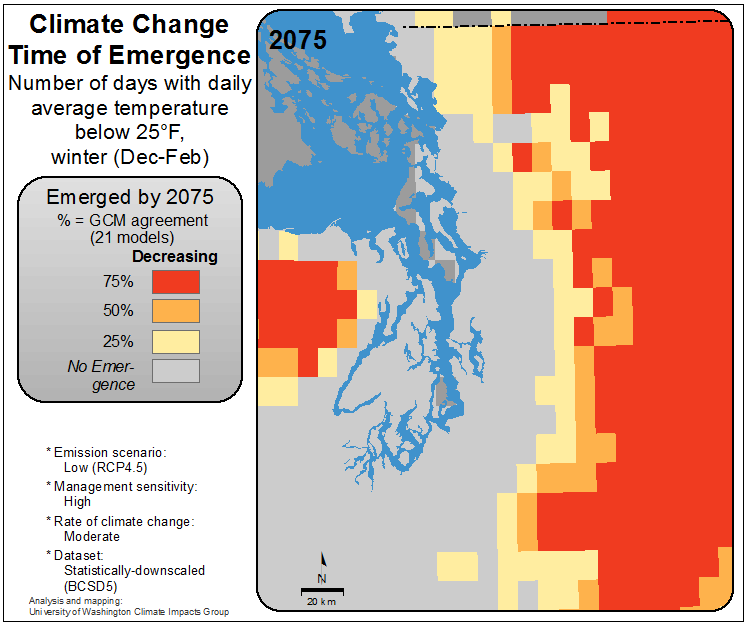 Climate Change
Time of Emergence
Number of days with daily
average temperature
below 25°F,
winter (Dec-Feb)
Emerged by 2075
% = GCM agreement
(21 models)
Decreasing
75%
50%
25%
No Emer-
gence
* Emission scenario:
Low (RCP4.5)
* Management sensitivity:
High
* Rate of climate change:
Moderate
* Dataset:
Statistically-downscaled
(BCSD5)
Analysis and mapping:
University of Washington Climate Impacts Group
2075
N
20 km